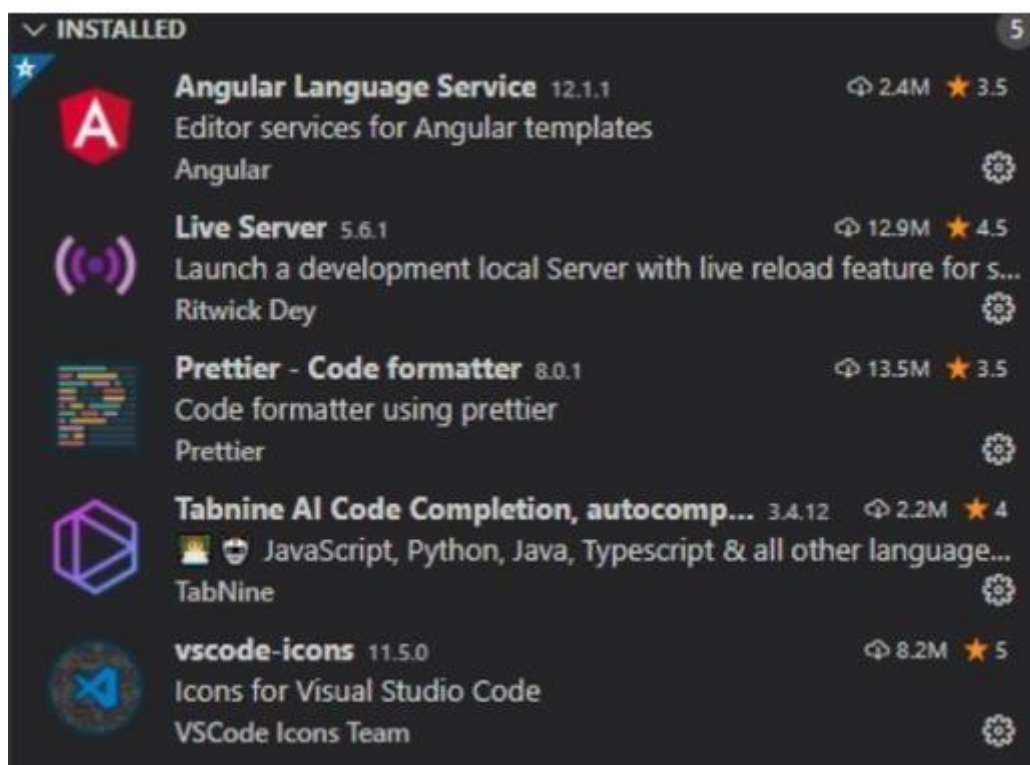 INSTALLED 5
Angular Language Service 12.1.1 2.4M 3.5
Editor services for Angular templates
Angular
Live Server 5.6.1 12.9M 4.5
Launch a development local Server with live reload feature for s...
Ritwick Dey
Prettier - Code formatter 8.0.1 13.5M 3.5
Code formatter using prettier
Prettier
Tabnine AI Code Completion, autocomp... 3.4.12 2.2M 4
JavaScript, Python, Java, Typescript & all other language...
TabNine
vscode-icons 11.5.0 8.2M 5
Icons for Visual Studio Code
VSCode Icons Team